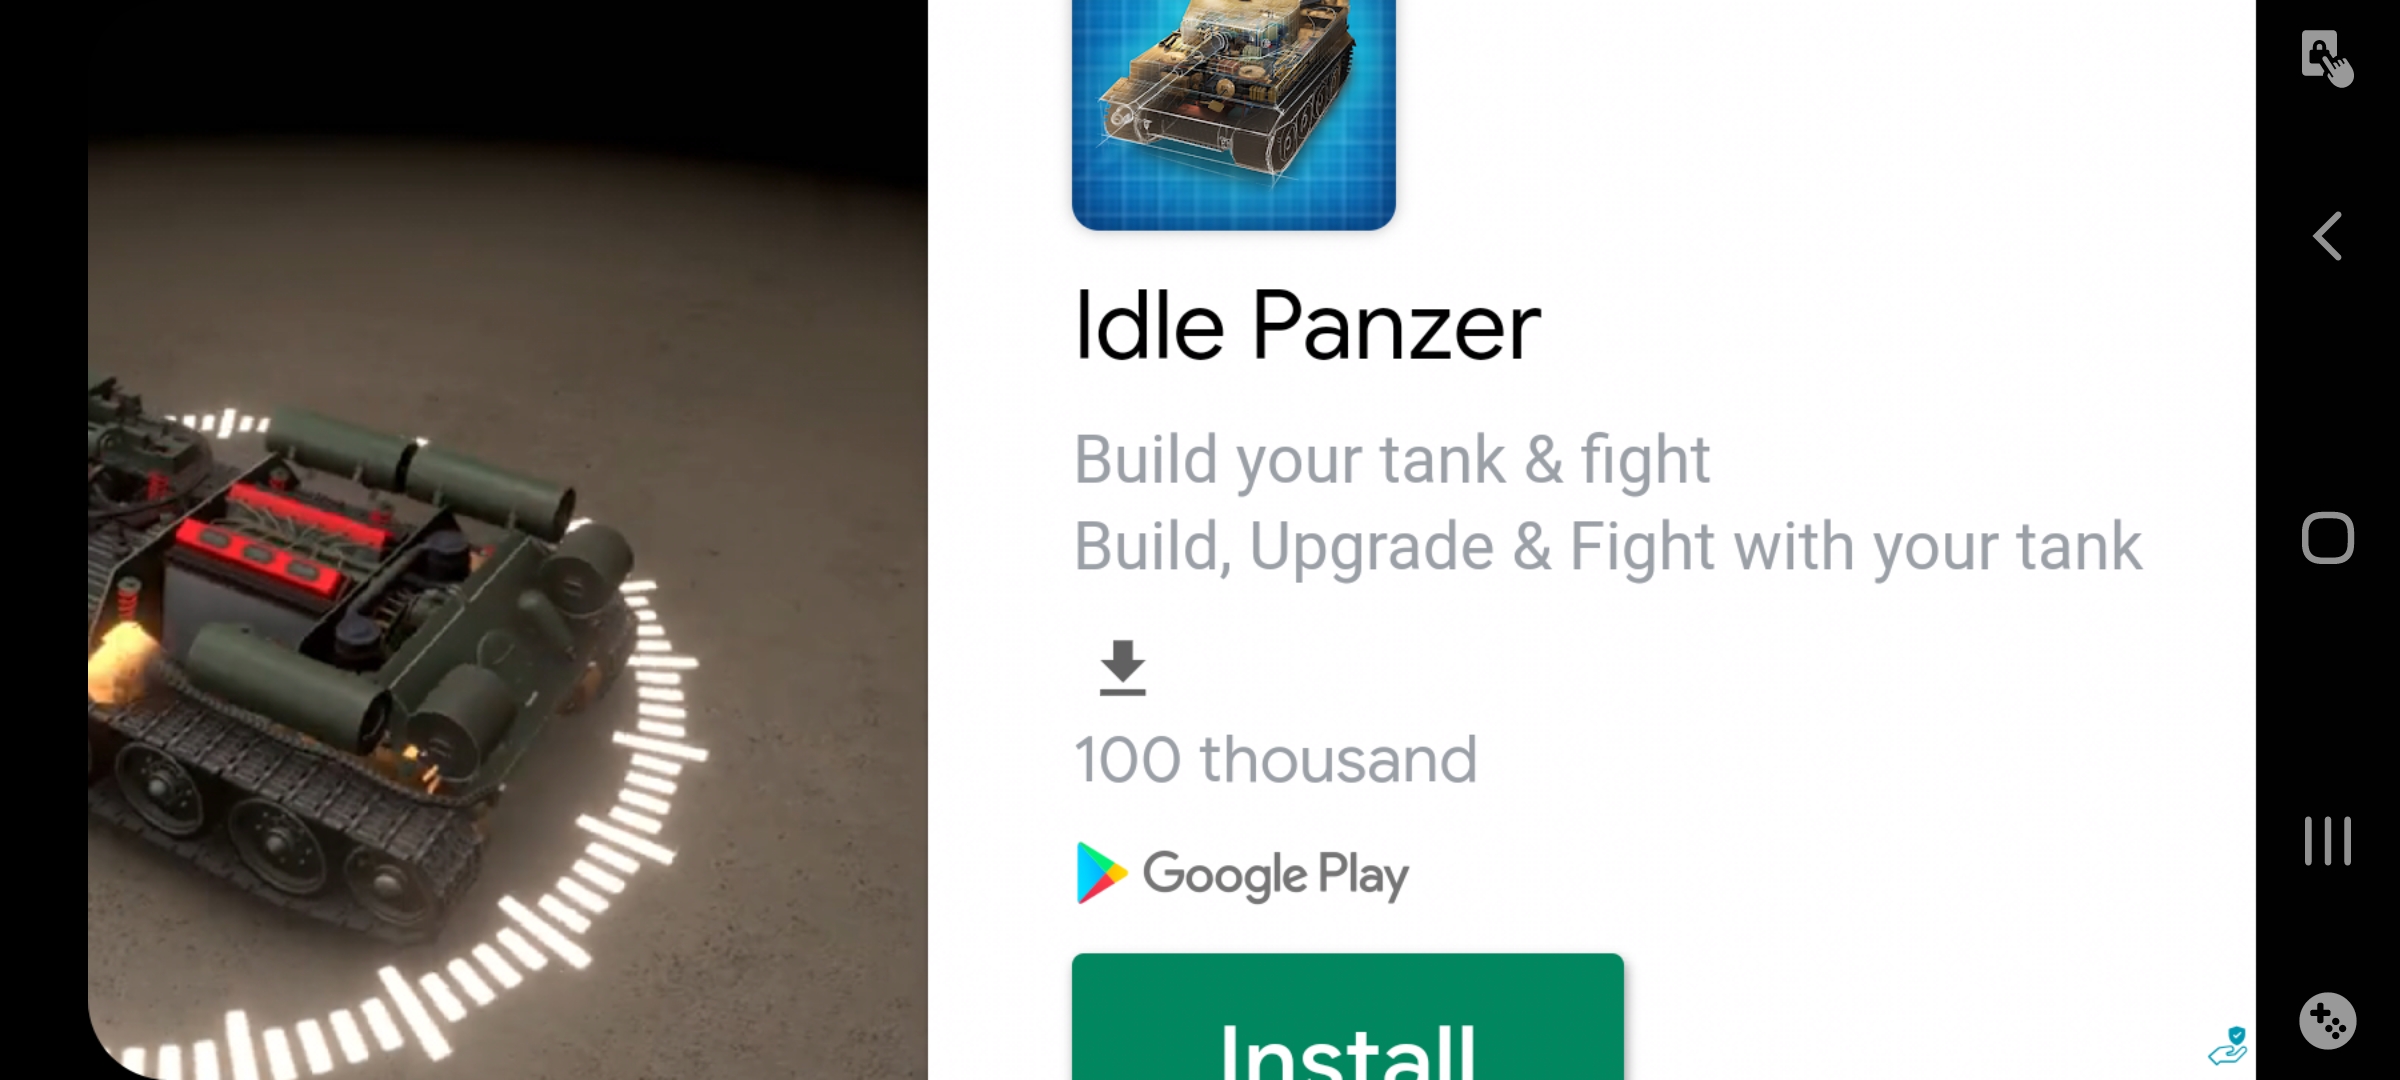 Idle Panzer
Build your tank & fight
Build, Upgrade & Fight with your tank
100 thousand
Google Play
Install